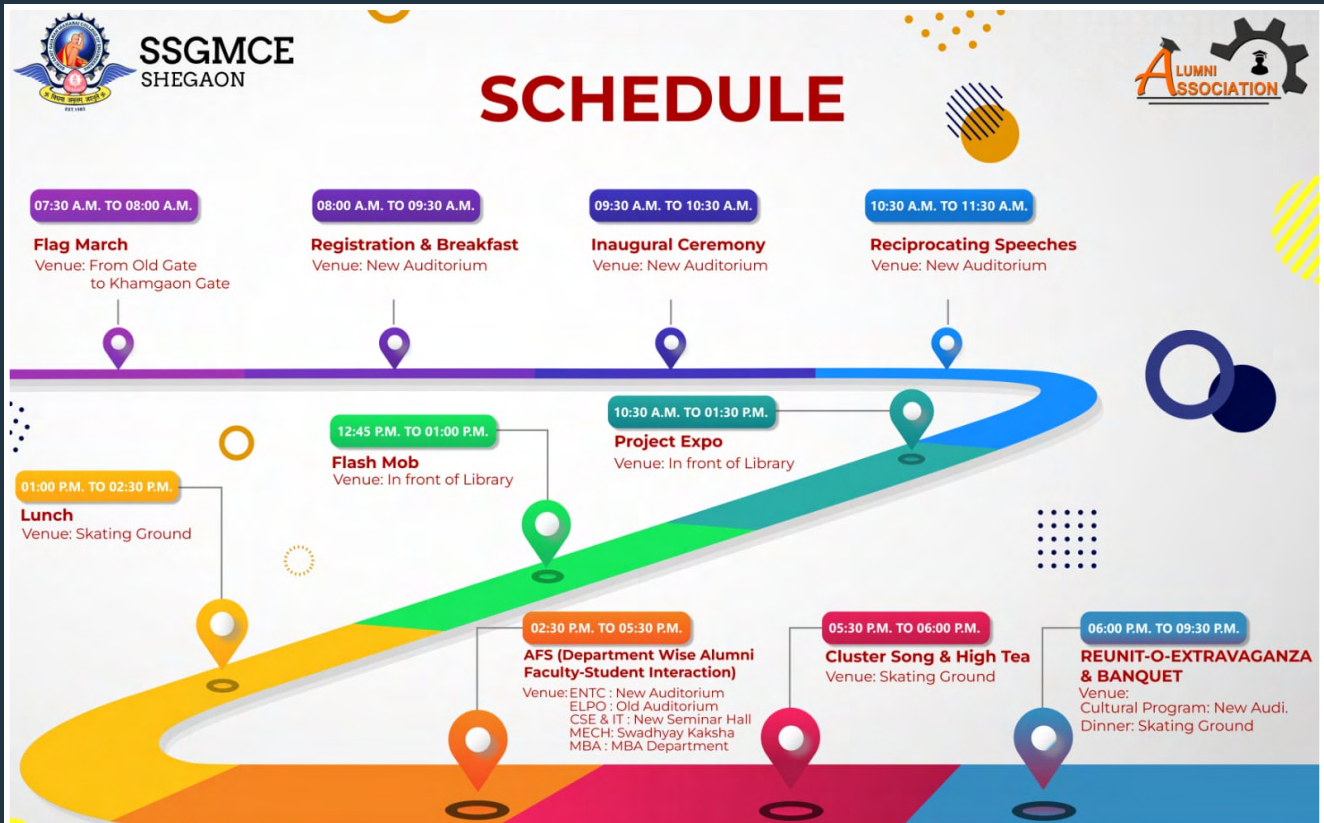 SSGMCE
SHEGAON
ALUMNI
ASSOCIATION
SCHEDULE
07:30 A.M. TO 08:00 A.M.
Flag March
Venue: From Old Gate
to Khamgaon Gate
08:00 A.M. TO 09:30 A.M.
Registration & Breakfast
Venue: New Auditorium
09:30 A.M. TO 10:30 A.M.
Inaugural Ceremony
Venue: New Auditorium
10:30 A.M. TO 11:30 A.M.
Reciprocating Speeches
Venue: New Auditorium
10:30 A.M. TO 01:30 P.M.
Project Expo
Venue: In front of Library
12:45 P.M. TO 01:00 P.M.
Flash Mob
Venue: In front of Library
01:00 P.M. TO 02:30 P.M.
Lunch
Venue: Skating Ground
02:30 P.M. TO 05:30 P.M.
AFS (Department Wise Alumni
Faculty-Student Interaction)
Venue: ENTC : New Auditorium
ELPO : Old Auditorium
CSE & IT : New Seminar Hall
MECH: Swadhyay Kaksha
MBA : MBA Department
05:30 P.M. TO 06:00 P.M.
Cluster Song & High Tea
Venue: Skating Ground
06:00 P.M. TO 09:30 P.M.
REUNIT-O-EXTRAVAGANZA
& BANQUET
Venue:
Cultural Program: New Audi.
Dinner: Skating Ground